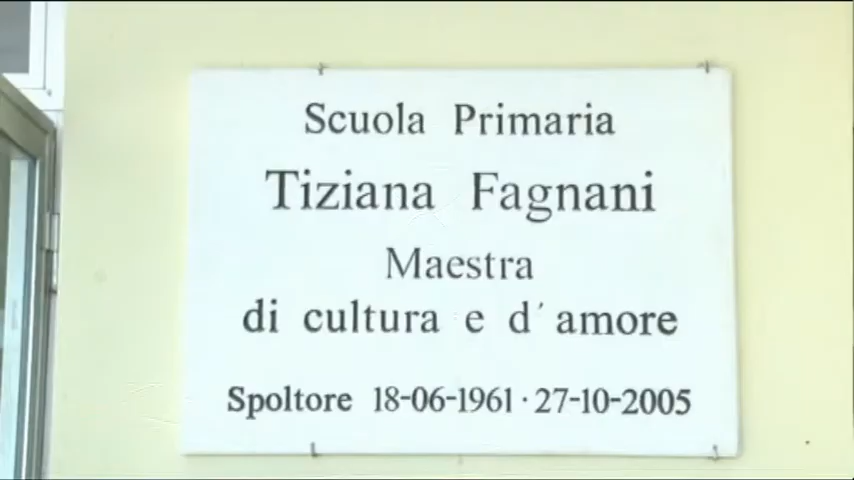 Scuola Primaria
Tiziana Fagnani
Maestra
di cultura e d'amore
Spoltore 18-06-1961 · 27-10-2005